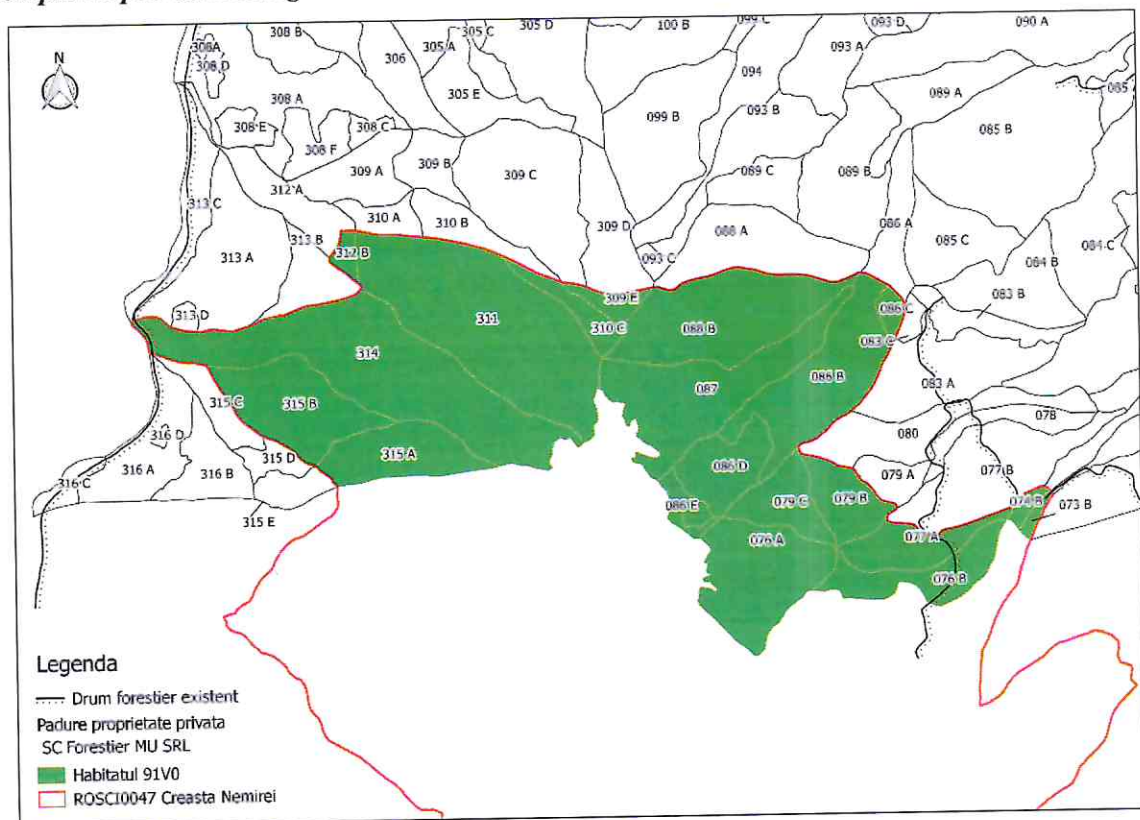 308 B
305 A
305 C
305 D
100 B
099 C
093 D
090 A
308A
308 D
306
094
093 A
085
308 A
305 E
099 B
093 B
089 A
085 B
308 E
308 C
308 F
309 A
309 B
309 C
089 C
089 B
313 C
312 A
310 A
310 B
309 D
088 A
086 A
085 C
084 C
313 A
313 B
312 B
093 C
084 B
083 B
313 D
311
309 E
310 C
088 B
086 C
083 C
314
087
086 B
083 A
315 C
315 B
078
080
316 D
316 A
316 B
315 D
315 A
086 D
079 A
077 B
316 C
315 E
086 E
079 C
079 B
074 B
073 B
076 A
077 A
076 B
N
Legenda
Drum forestier existent
Padure proprietate privata
SC Forestier MU SRL
Habitatul 91V0
ROSCI0047 Creasta Nemirei